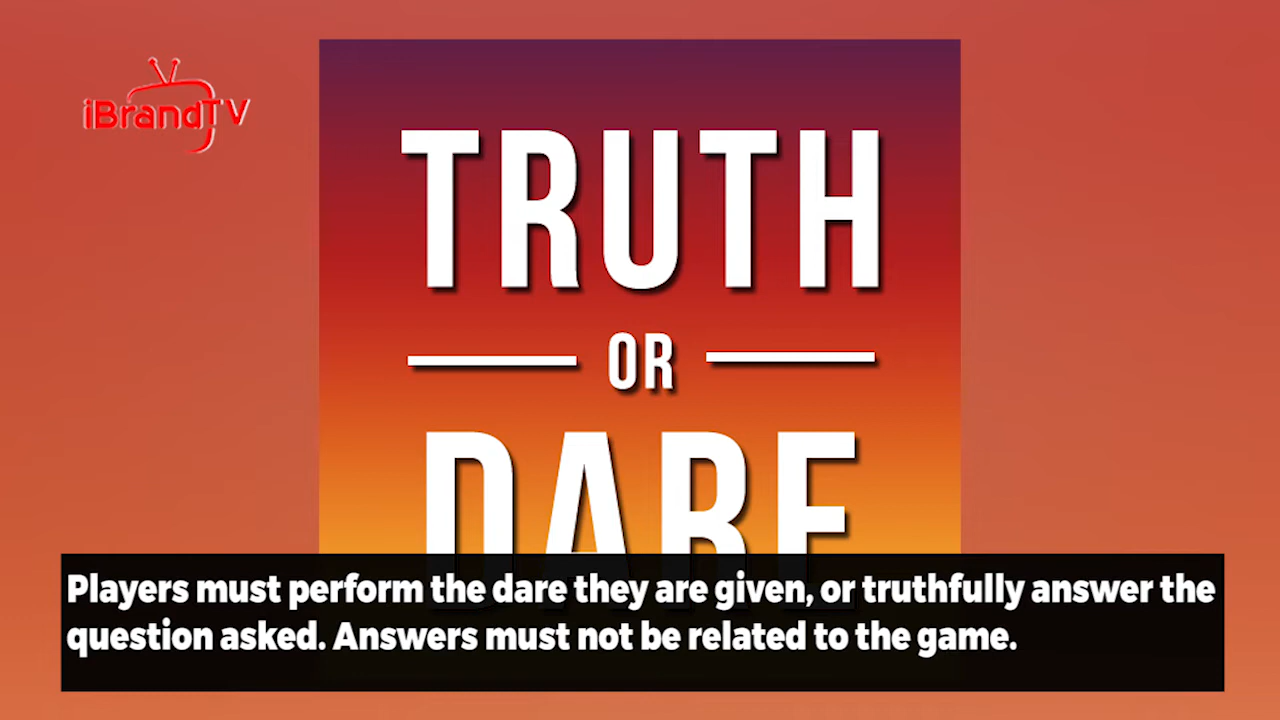 iBrandTV
TRUTH
OR
DARE
Players must perform the dare they are given, or truthfully answer the
question asked. Answers must not be related to the game.